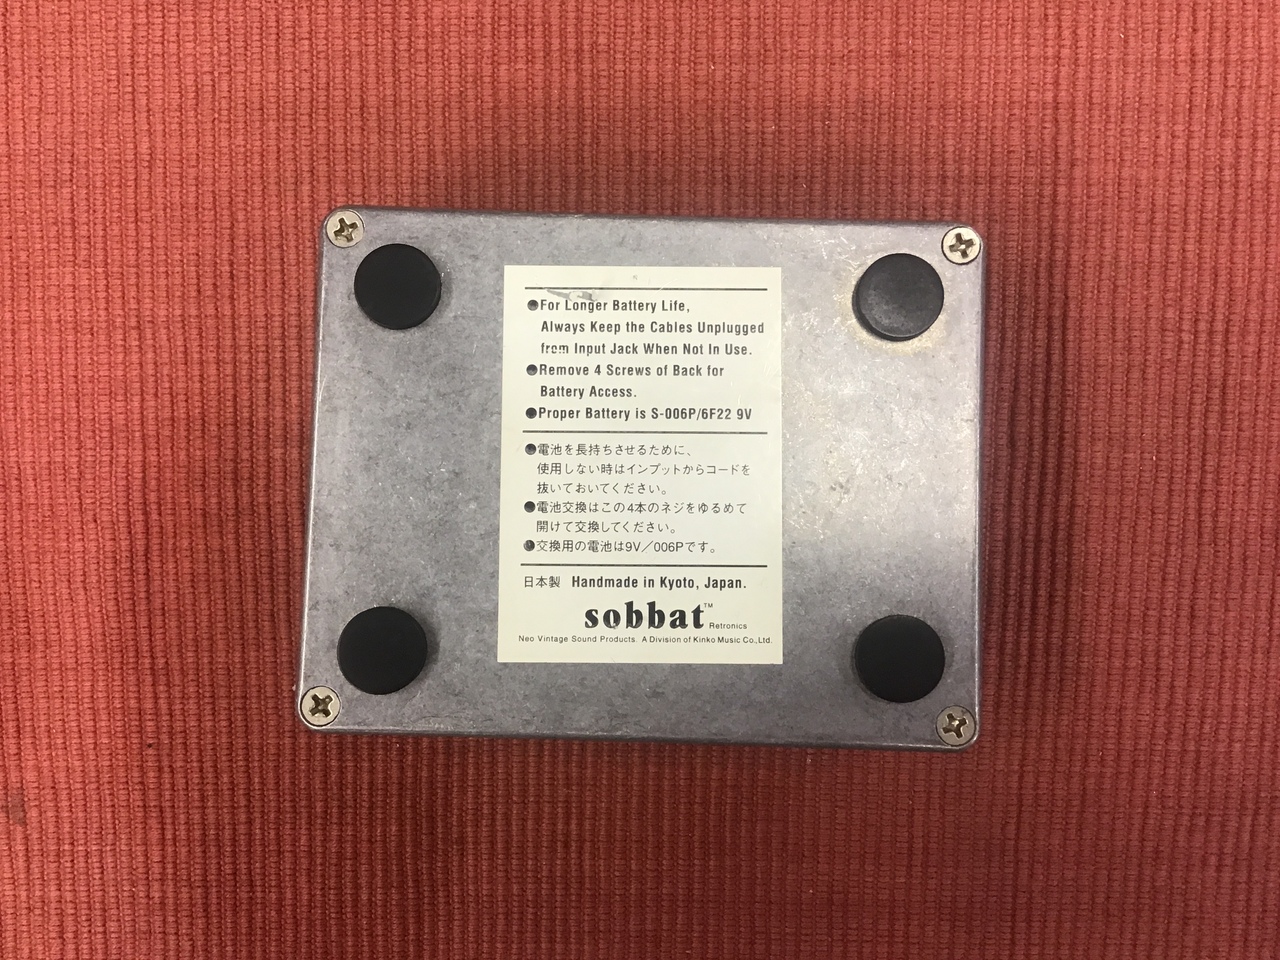 ●For Longer Battery Life,
Always Keep the Cables Unplugged
from Input Jack When Not In Use.
●Remove 4 Screws of Back for
Battery Access.
●Proper Battery is S-006P/6F22 9V
●電池を長持ちさせるために、
使用しない時はインプットからコードを
抜いておいてください。
●電池交換はこの4本のネジをゆるめて
開けて交換してください。
●交換用の電池は9V／006Pです。
日本製 Handmade in Kyoto, Japan.
sobbat™ Retronics
Neo Vintage Sound Products. A Division of Kinko Music Co.,Ltd.